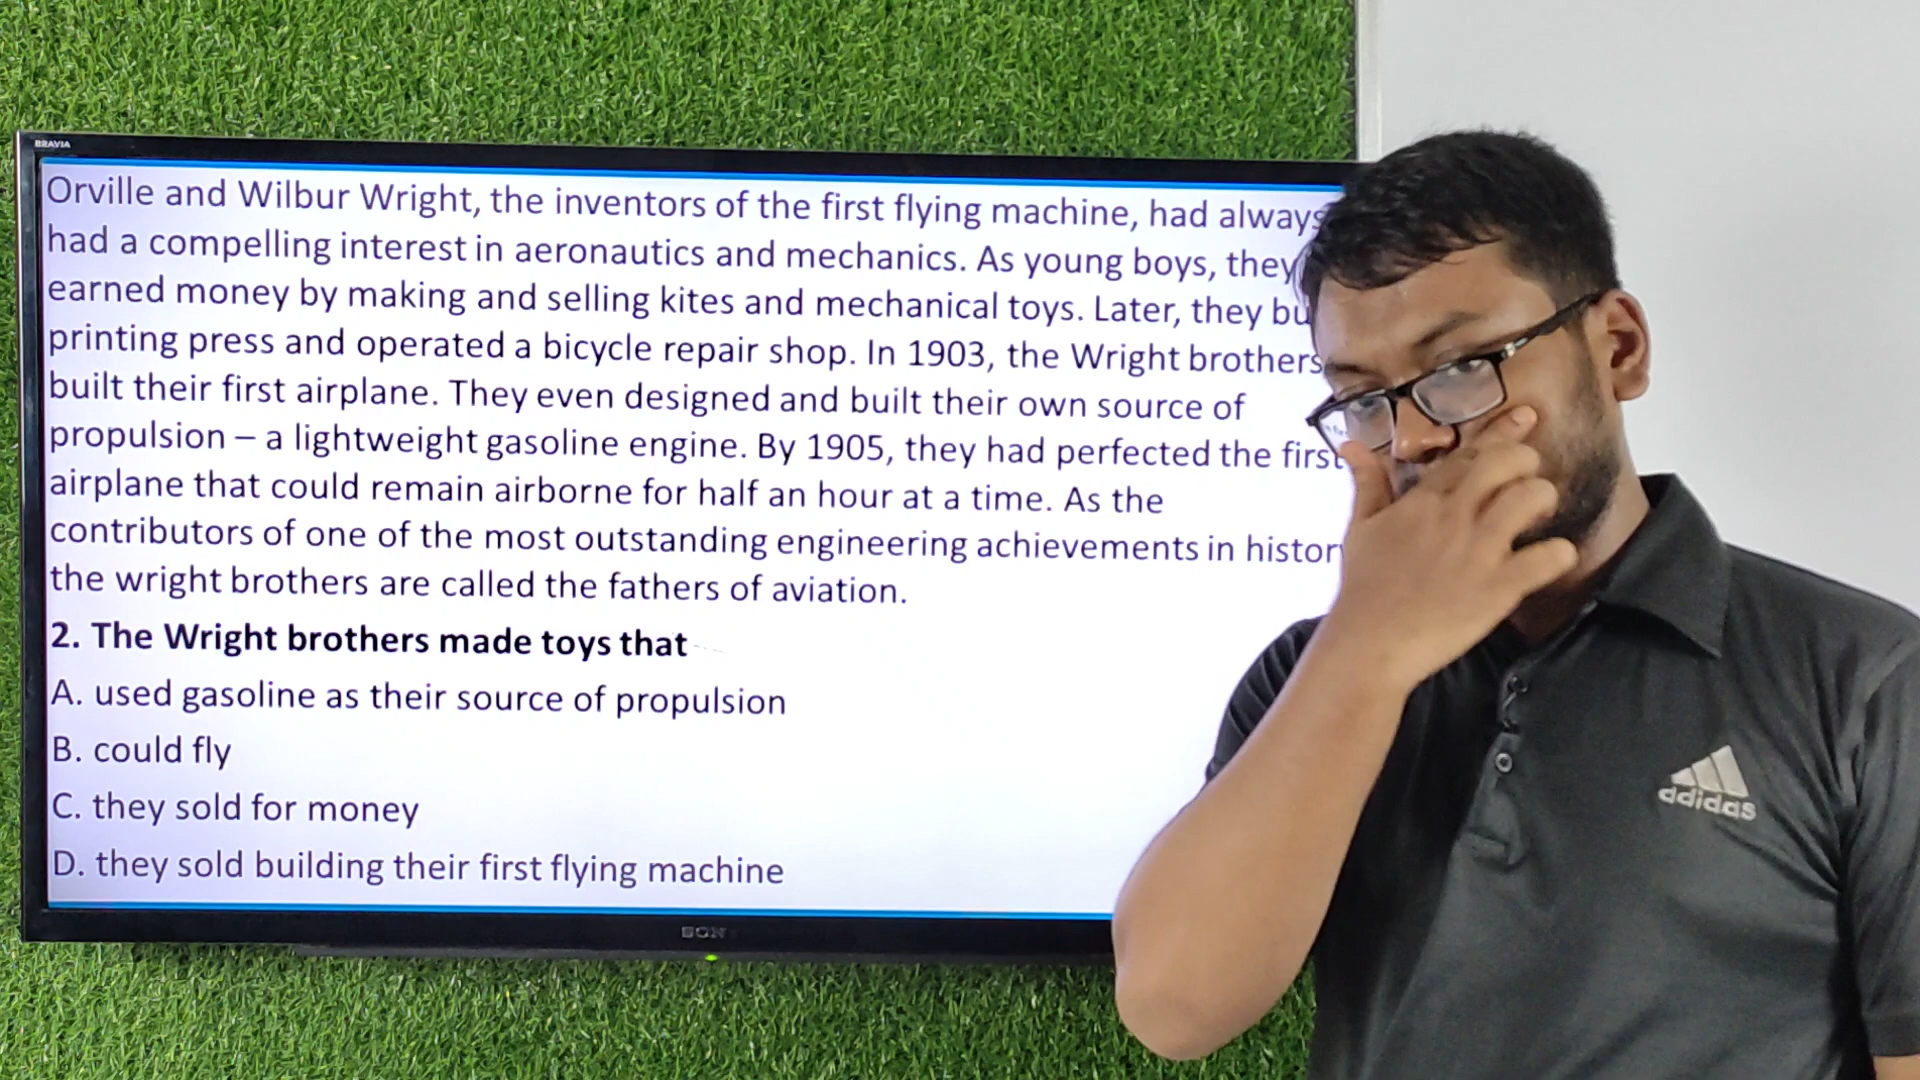 BRAVIA
Orville and Wilbur Wright, the inventors of the first flying machine, had always
had a compelling interest in aeronautics and mechanics. As young boys, they
earned money by making and selling kites and mechanical toys. Later, they
printing press and operated a bicycle repair shop. In 1903, the Wright brothers
built their first airplane. They even designed and built their own source of
propulsion – a lightweight gasoline engine. By 1905, they had perfected the first
airplane that could remain airborne for half an hour at a time. As the
contributors of one of the most outstanding engineering achievements in
the wright brothers are called the fathers of aviation.
2. The Wright brothers made toys that
A. used gasoline as their source of propulsion
B. could fly
C. they sold for money
D. they sold building their first flying machine
adidas